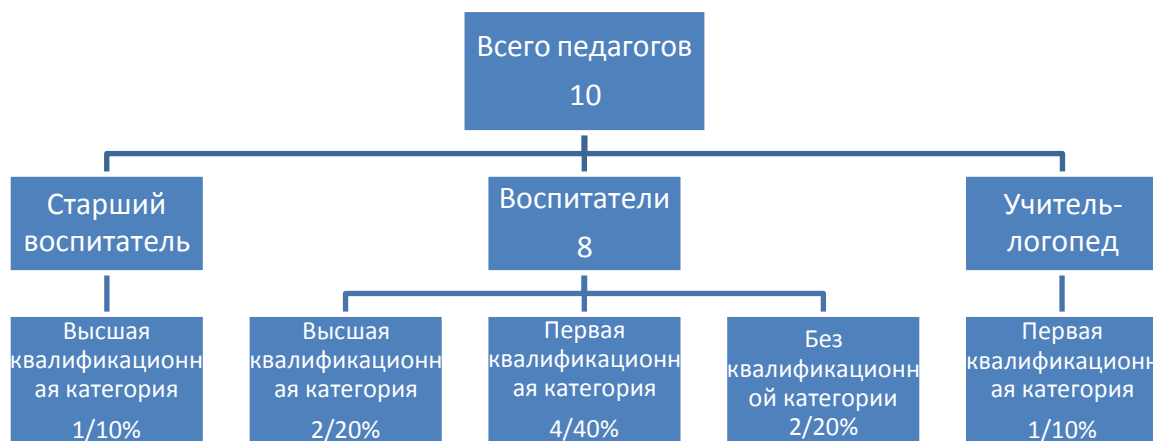 Всего педагогов
10
Старший
воспитатель
Воспитатели
8
Учитель-
логопед
Высшая
квалификационн
ая категория
1/10%
Высшая
квалификационн
ая категория
2/20%
Первая
квалификационн
ая категория
4/40%
Без
квалификационн
ой категории
2/20%
Первая
квалификационн
ая категория
1/10%